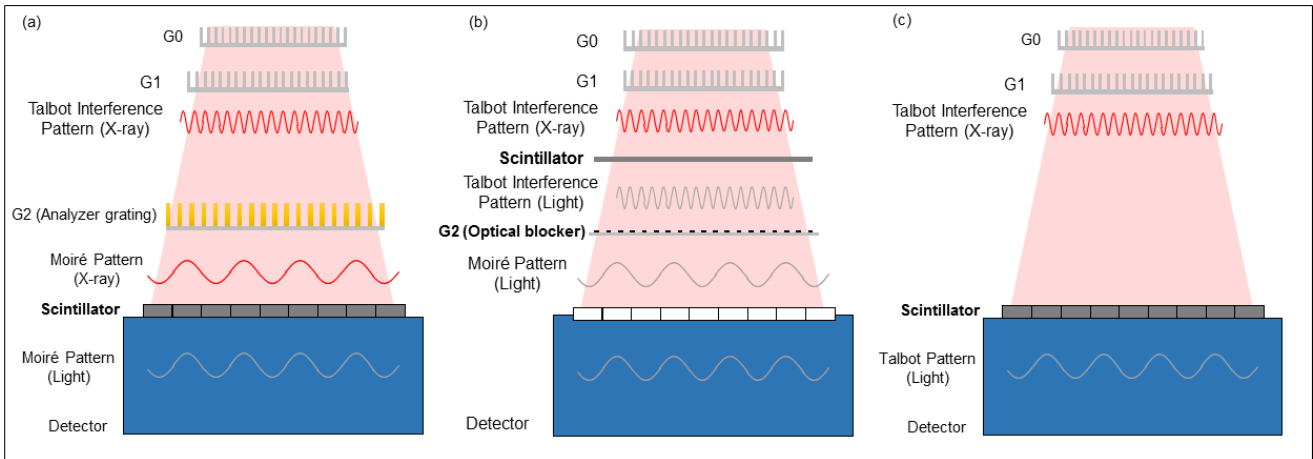 (a)
G0
G1
Talbot Interference
Pattern (X-ray)
G2 (Analyzer grating)
Moiré Pattern
(X-ray)
Scintillator
Moiré Pattern
(Light)
Detector
(b)
G0
G1
Talbot Interference
Pattern (X-ray)
Scintillator
Talbot Interference
Pattern (Light)
G2 (Optical blocker)
Moiré Pattern
(Light)
Detector
(c)
G0
G1
Talbot Interference
Pattern (X-ray)
Scintillator
Talbot Pattern
(Light)
Detector